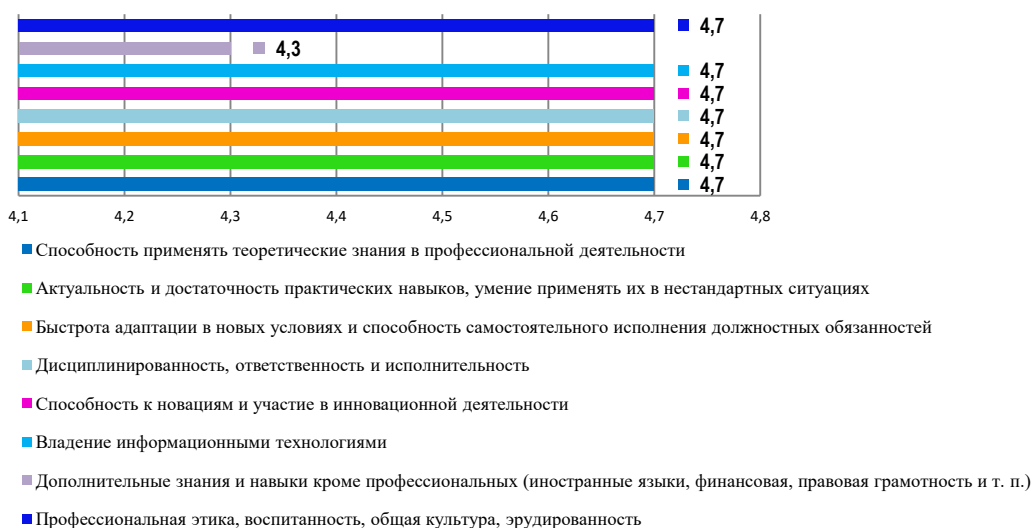 4,7
4,3
4,7
4,7
4,7
4,7
4,7
4,7
4,1 4,2 4,3 4,4 4,5 4,6 4,7 4,8
Способность применять теоретические знания в профессиональной деятельности
Актуальность и достаточность практических навыков, умение применять их в нестандартных ситуациях
Быстрота адаптации в новых условиях и способность самостоятельного исполнения должностных обязанностей
Дисциплинированность, ответственность и исполнительность
Способность к новациям и участие в инновационной деятельности
Владение информационными технологиями
Дополнительные знания и навыки кроме профессиональных (иностранные языки, финансовая, правовая грамотность и т. п.)
Профессиональная этика, воспитанность, общая культура, эрудированность